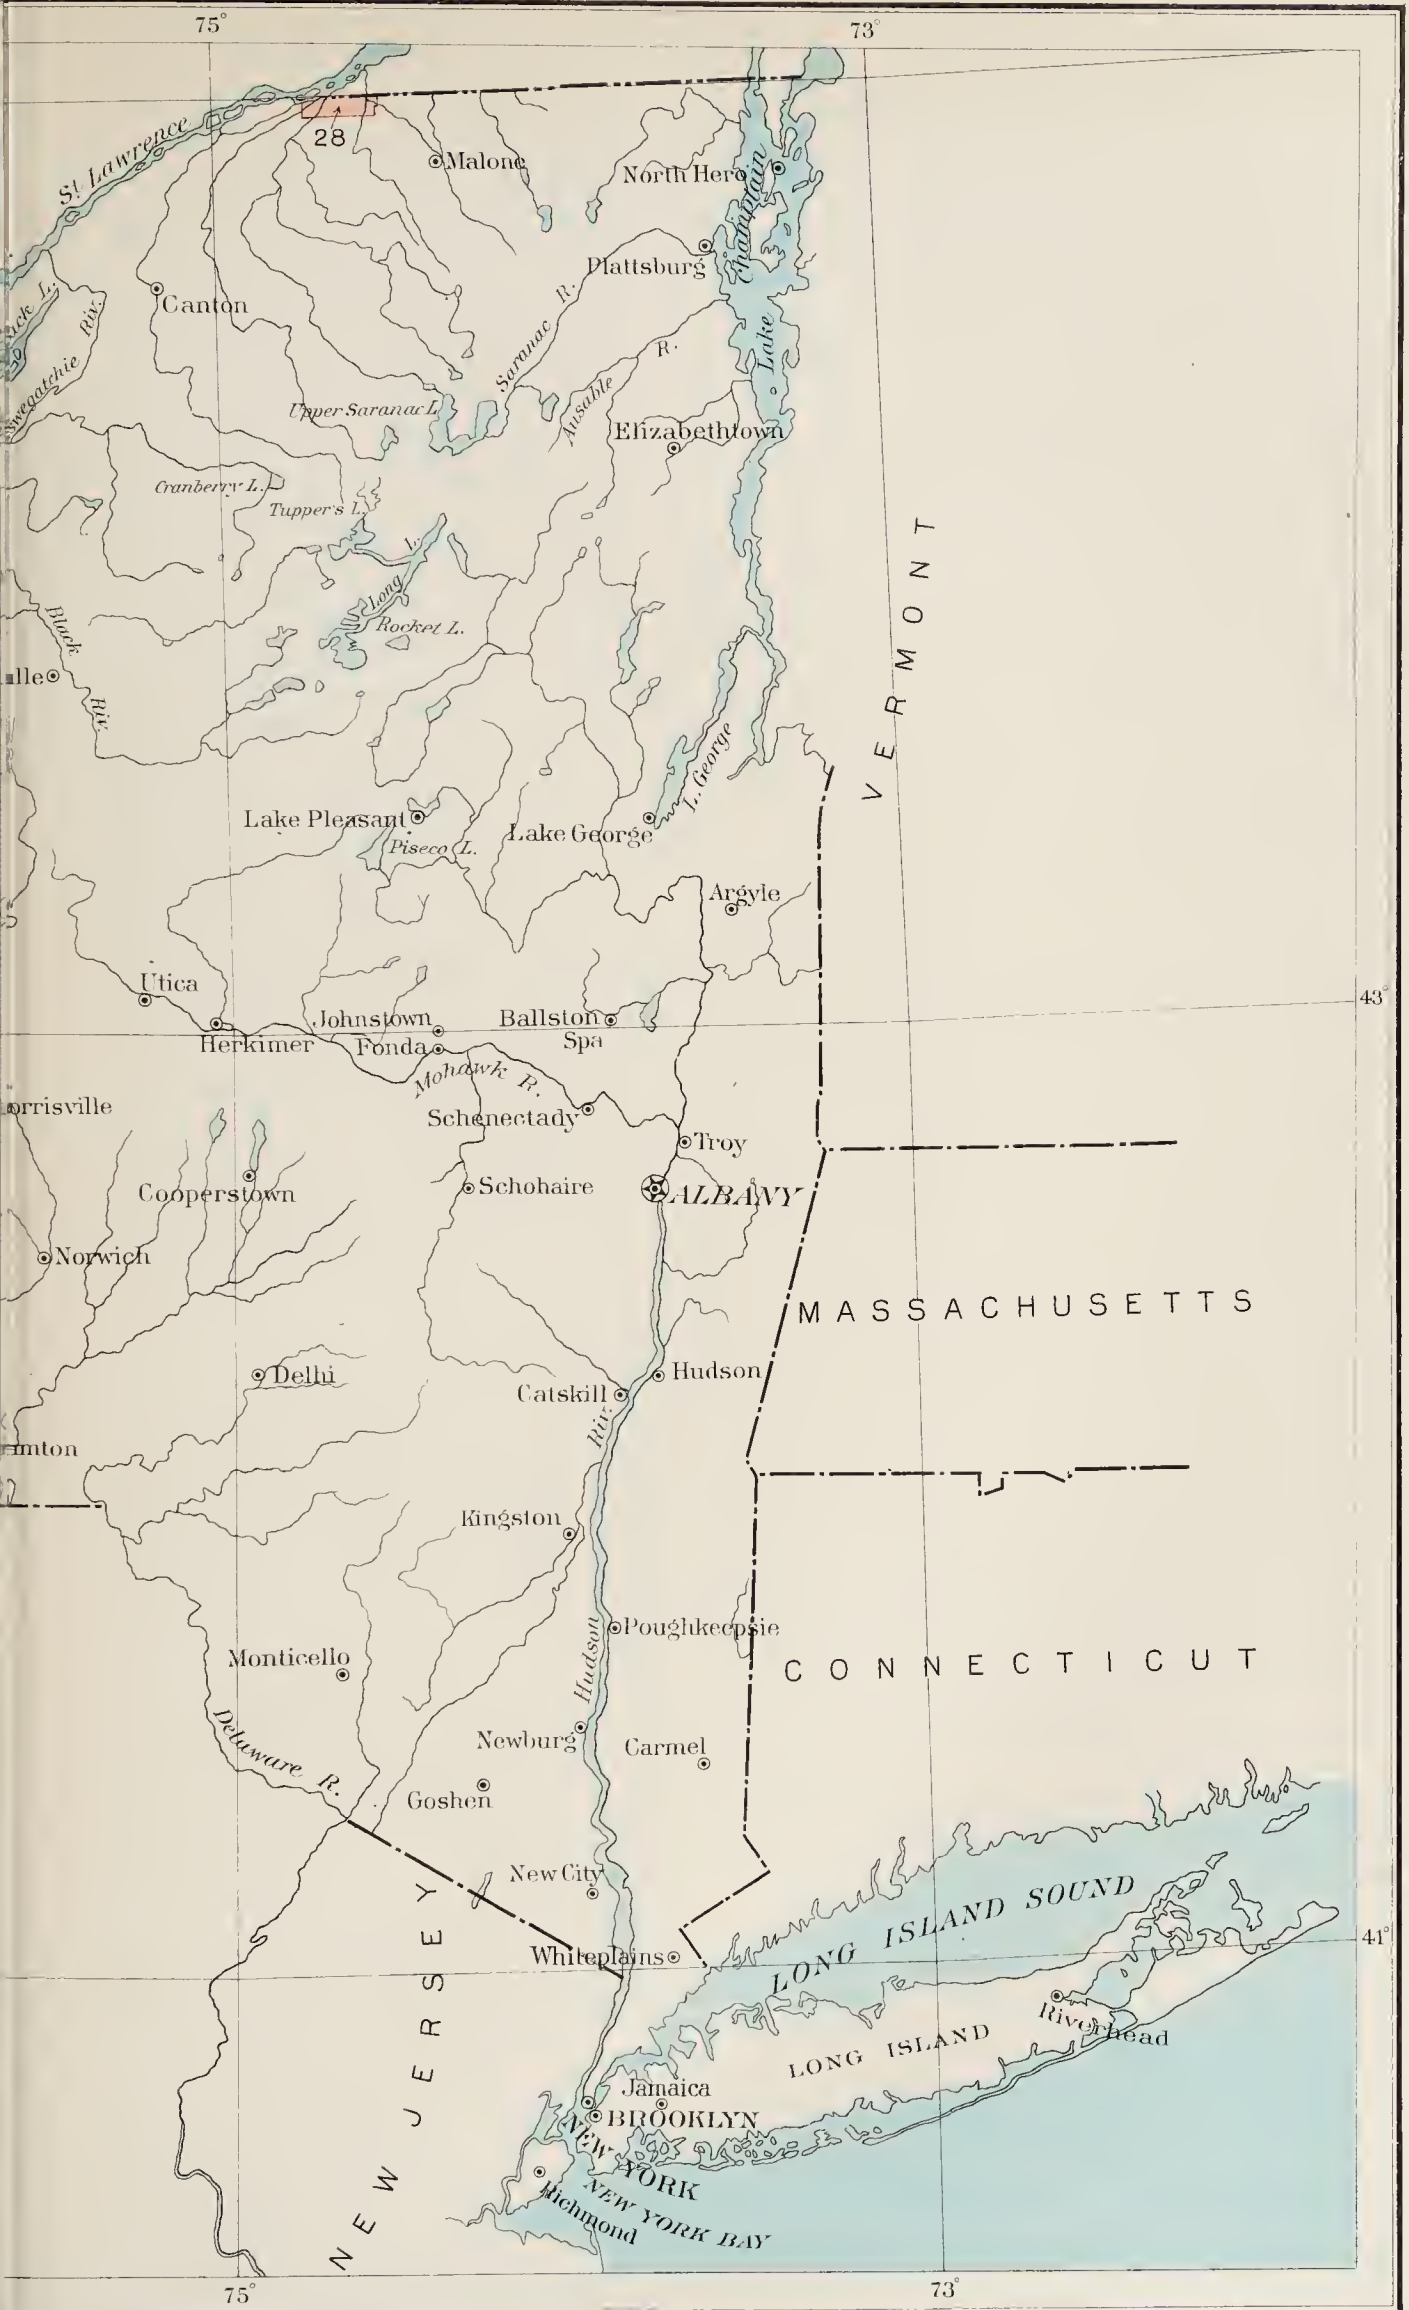 75°
73°
St. Lawrence
28
Malone
North Hero
Champlain
Plattsburg
Canton
Riv.
Saranac R.
Lake
Ausable R.
Upper Saranac L.
Elizabethtown
Cranberry L.
Tupper's L.
VERMONT
Long L.
Rocket L.
Black
Riv.
L. George
Lake Pleasant
Lake George
Piseco L.
Argyle
Utica
43°
Johnstown
Ballston
Spa
Herkimer
Fonda
Mohawk R.
Schenectady
Troy
Cooperstown
Schohaire
ALBANY
Norwich
MASSACHUSETTS
Delhi
Hudson
Catskill
Riv.
Kingston
Poughkeepsie
Hudson
Monticello
CONNECTICUT
Delaware R.
Newburg
Carmel
Goshen
New City
LONG ISLAND SOUND
41°
Whiteplains
NEW JERSEY
Riverhead
LONG ISLAND
Jamaica
BROOKLYN
NEW YORK
Richmond
NEW YORK BAY
75°
73°